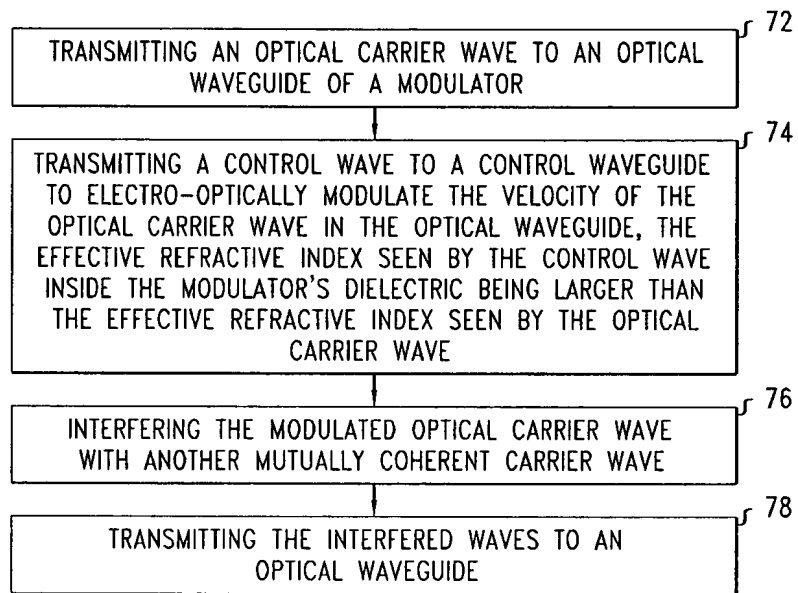 72
TRANSMITTING AN OPTICAL CARRIER WAVE TO AN OPTICAL
WAVEGUIDE OF A MODULATOR
74
TRANSMITTING A CONTROL WAVE TO A CONTROL WAVEGUIDE
TO ELECTRO-OPTICALLY MODULATE THE VELOCITY OF THE
OPTICAL CARRIER WAVE IN THE OPTICAL WAVEGUIDE, THE
EFFECTIVE REFRACTIVE INDEX SEEN BY THE CONTROL WAVE
INSIDE THE MODULATOR'S DIELECTRIC BEING LARGER THAN
THE EFFECTIVE REFRACTIVE INDEX SEEN BY THE OPTICAL
CARRIER WAVE
76
INTERFERING THE MODULATED OPTICAL CARRIER WAVE
WITH ANOTHER MUTUALLY COHERENT CARRIER WAVE
78
TRANSMITTING THE INTERFERED WAVES TO AN
OPTICAL WAVEGUIDE